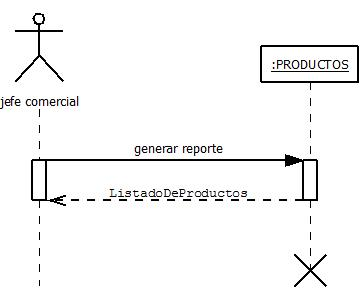 :PRODUCTOS
jefe comercial
generar reporte
ListadoDeProductos